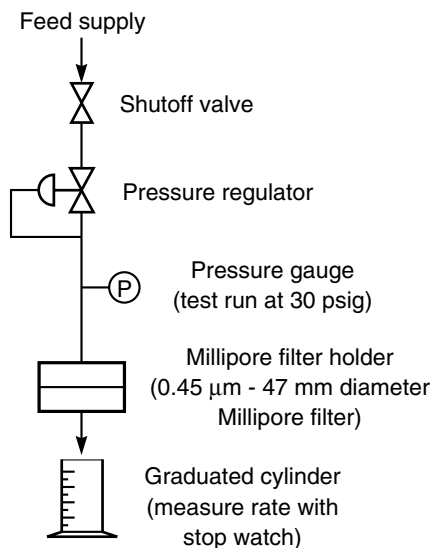 Feed supply
Shutoff valve
Pressure regulator
Pressure gauge
(test run at 30 psig)
P
Millipore filter holder
(0.45 μm - 47 mm diameter
Millipore filter)
Graduated cylinder
(measure rate with
stop watch)